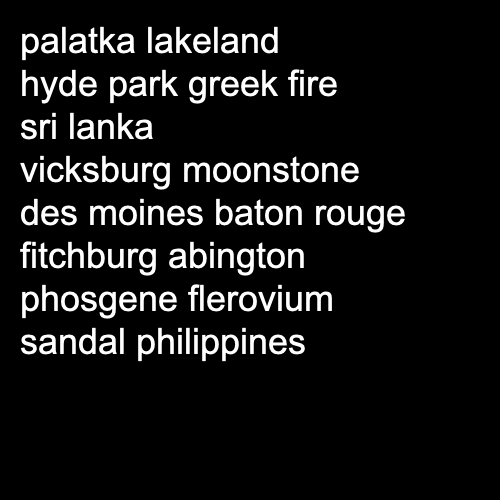 palatka lakeland
hyde park greek fire
sri lanka
vicksburg moonstone
des moines baton rouge
fitchburg abington
phosgene flerovium
sandal philippines